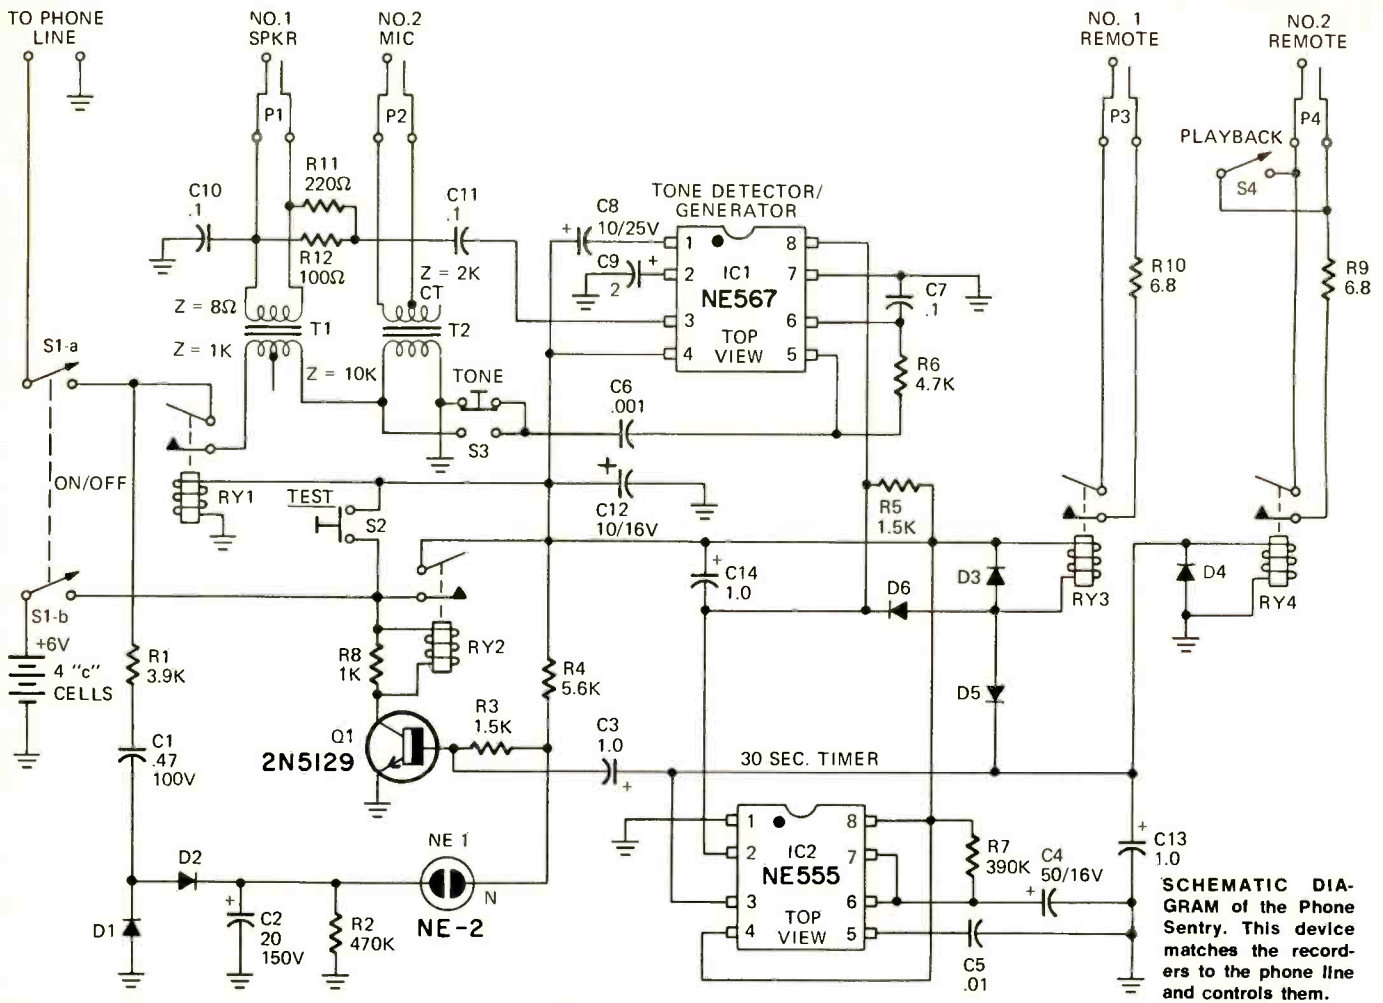 TO PHONE
LINE
NO.1
SPKR
NO.2
MIC
NO. 1
REMOTE
NO.2
REMOTE
P1
P2
P3
P4
PLAYBACK
S4
R11
220Ω
C10
.1
C11
.1
R12
100Ω
TONE DETECTOR/
GENERATOR
+
C8
10/25V
1
8
C9
2
+
2
7
IC1
NE567
3
6
TOP
VIEW
4
5
C7
.1
R10
6.8
R9
6.8
Z = 2K
CT
Z = 8Ω
T1
T2
Z = 1K
Z = 10K
S1-a
TONE
S3
C6
.001
R6
4.7K
ON/OFF
RY1
TEST
S2
+
C12
10/16V
R5
1.5K
+
C14
1.0
D6
D3
RY3
D4
RY4
S1-b
+6V
4 "c"
CELLS
R1
3.9K
R8
1K
RY2
R4
5.6K
D5
R3
1.5K
C3
1.0
+
Q1
2N5129
C1
.47
100V
30 SEC. TIMER
1
8
IC2
NE555
2
7
3
6
TOP
VIEW
4
5
R7
390K
C4
50/16V
+
+
C13
1.0
C5
.01
NE 1
N
NE-2
D2
D1
+
C2
20
150V
R2
470K
SCHEMATIC DIA-
GRAM of the Phone
Sentry. This device
matches the record-
ers to the phone line
and controls them.